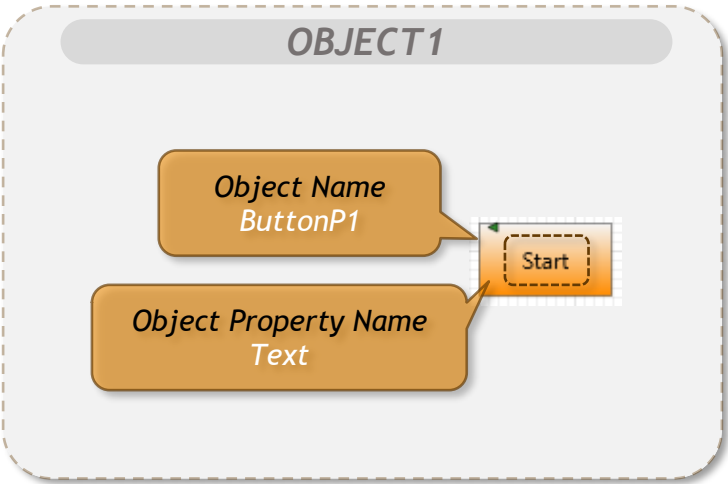 OBJECT1
Object Name
ButtonP1
Start
Object Property Name
Text